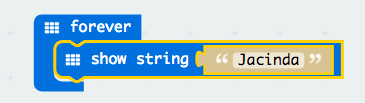 forever
show string “ Jacinda ”